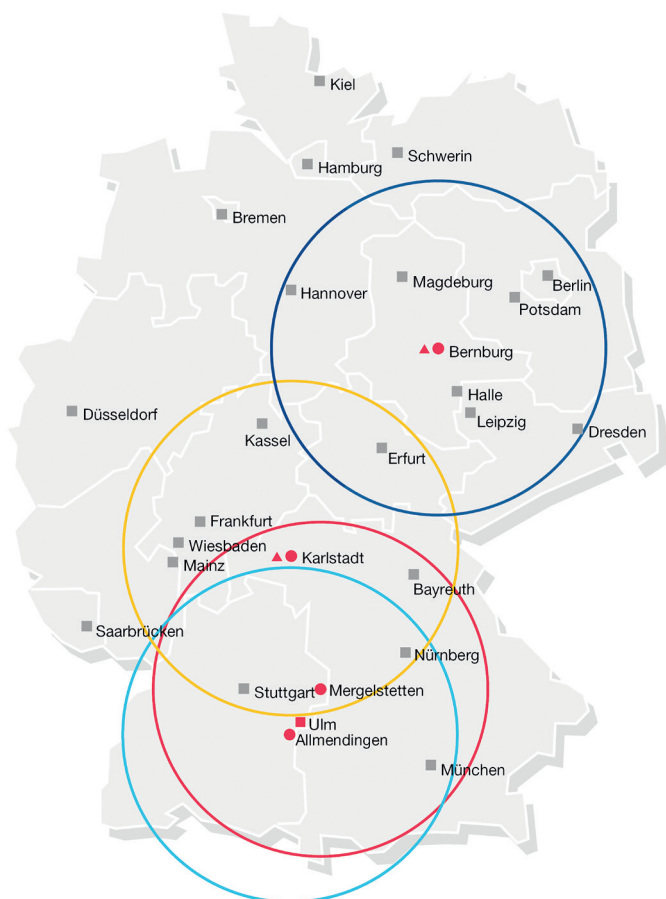 Kiel
Schwerin
Hamburg
Bremen
Berlin
Magdeburg
Hannover
Potsdam
Bernburg
Halle
Düsseldorf
Leipzig
Dresden
Kassel
Erfurt
Frankfurt
Wiesbaden
Karlstadt
Mainz
Bayreuth
Saarbrücken
Nürnberg
Stuttgart
Mergelstetten
Ulm
Allmendingen
München